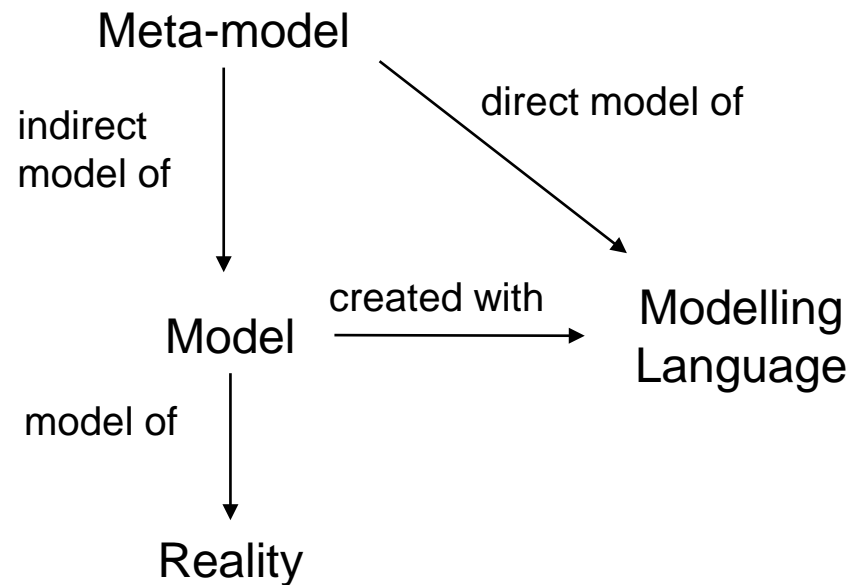 Meta-model
direct model of
indirect
model of
created with
Modelling
Language
Model
model of
Reality